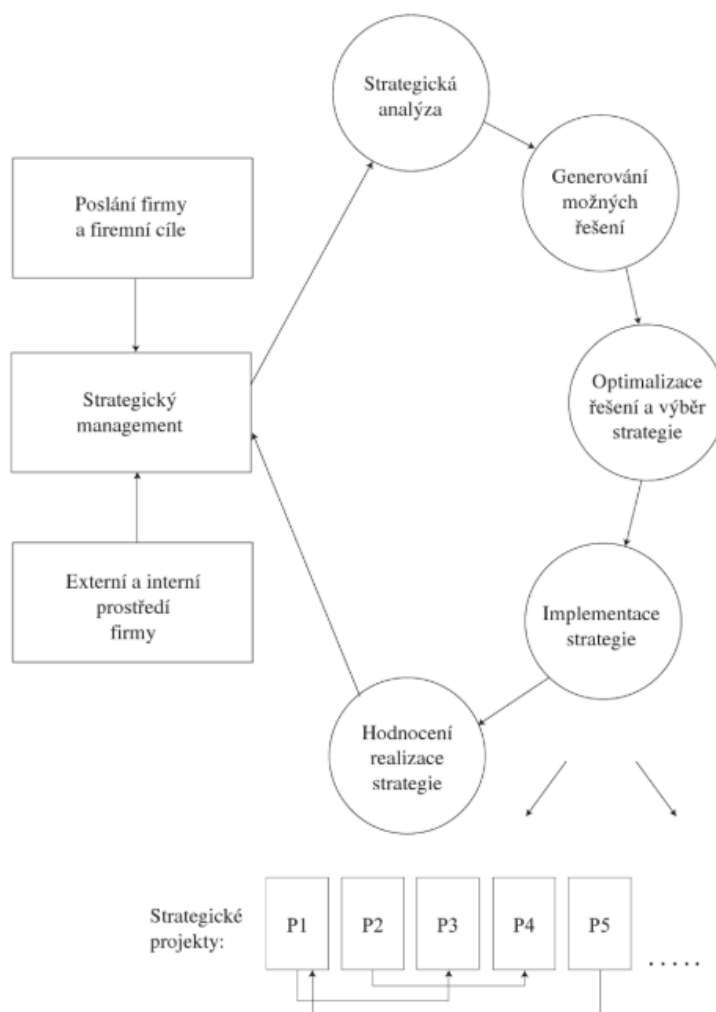 Strategická
analýza
Generování
možných
řešení
Poslání firmy
a firemní cíle
Strategický
management
Optimalizace
řešení a výběr
strategie
Externí a interní
prostředí
firmy
Implementace
strategie
Hodnocení
realizace
strategie
Strategické
projekty:
P1
P2
P3
P4
P5
.....